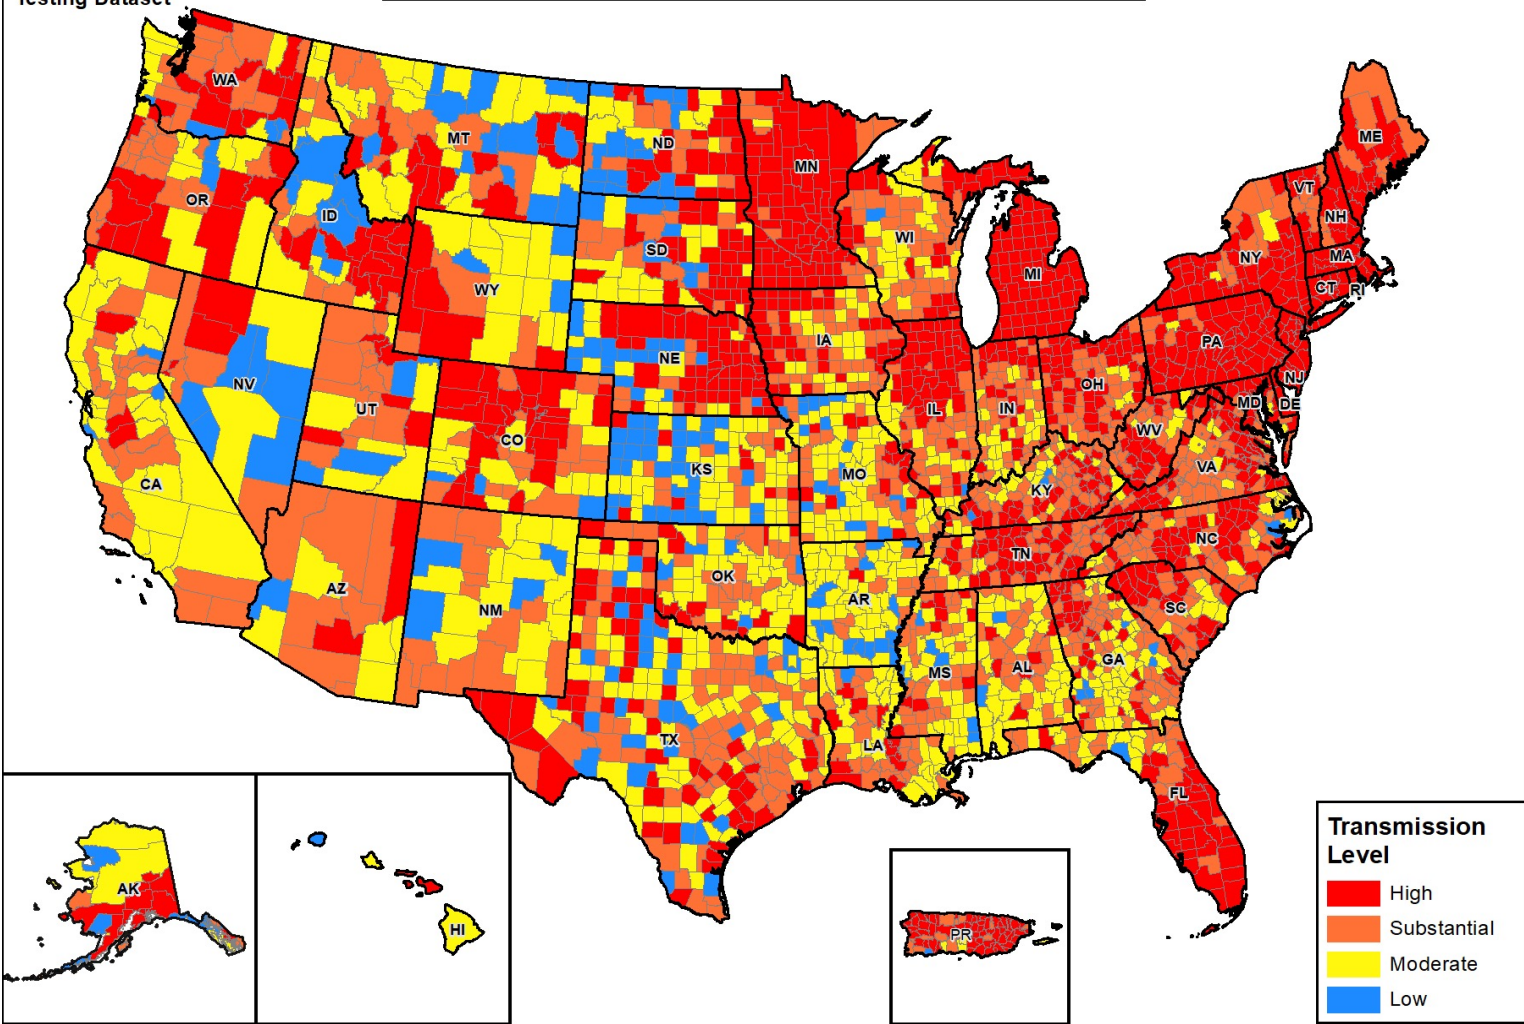 Testing Dataset
WA
MT
ND
MN
ME
OR
ID
SD
WI
VT
NH
NY
MA
CT
RI
MI
WY
NE
IA
PA
NV
UT
CO
IL
IN
OH
NJ
MD
DE
WV
VA
CA
KS
MO
KY
AZ
NM
OK
AR
TN
NC
SC
MS
AL
GA
TX
LA
FL
AK
HI
PR
Transmission
Level
High
Substantial
Moderate
Low